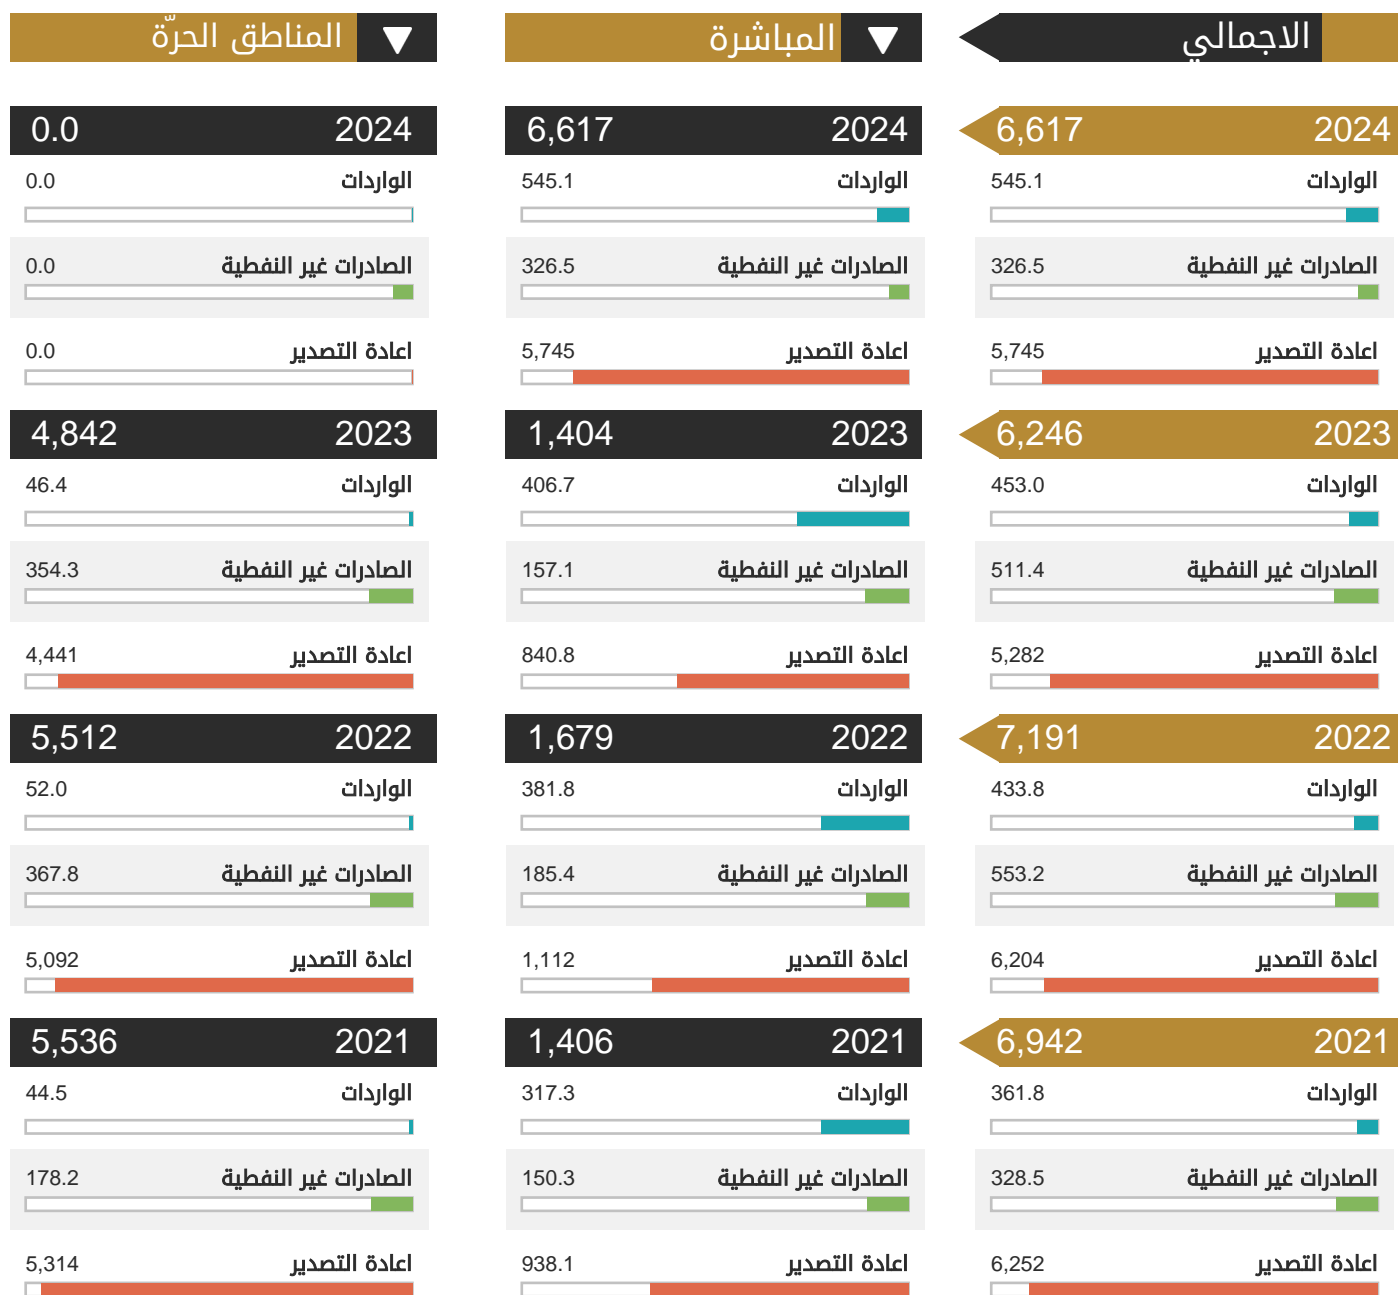 الاجمالي
2024 6,617
الواردات 545.1
الصادرات غير النفطية 326.5
اعادة التصدير 5,745
2023 6,246
الواردات 453.0
الصادرات غير النفطية 511.4
اعادة التصدير 5,282
2022 7,191
الواردات 433.8
الصادرات غير النفطية 553.2
اعادة التصدير 6,204
2021 6,942
الواردات 361.8
الصادرات غير النفطية 328.5
اعادة التصدير 6,252
المباشرة
2024 6,617
الواردات 545.1
الصادرات غير النفطية 326.5
اعادة التصدير 5,745
2023 1,404
الواردات 406.7
الصادرات غير النفطية 157.1
اعادة التصدير 840.8
2022 1,679
الواردات 381.8
الصادرات غير النفطية 185.4
اعادة التصدير 1,112
2021 1,406
الواردات 317.3
الصادرات غير النفطية 150.3
اعادة التصدير 938.1
المناطق الحرّة
2024 0.0
الواردات 0.0
الصادرات غير النفطية 0.0
اعادة التصدير 0.0
2023 4,842
الواردات 46.4
الصادرات غير النفطية 354.3
اعادة التصدير 4,441
2022 5,512
الواردات 52.0
الصادرات غير النفطية 367.8
اعادة التصدير 5,092
2021 5,536
الواردات 44.5
الصادرات غير النفطية 178.2
اعادة التصدير 5,314